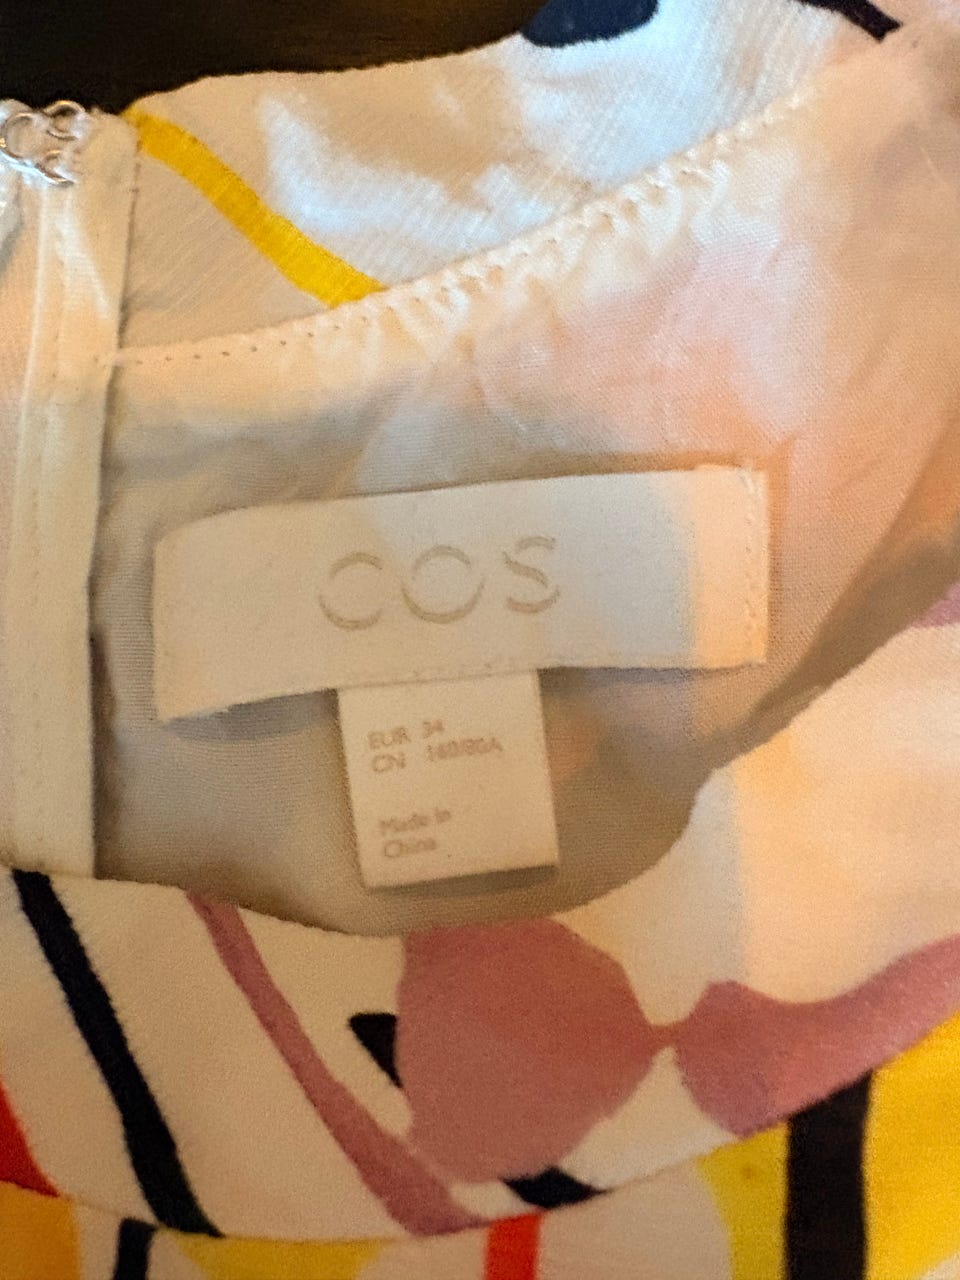 COS
EUR 34
CN 160/80A
Made in
China